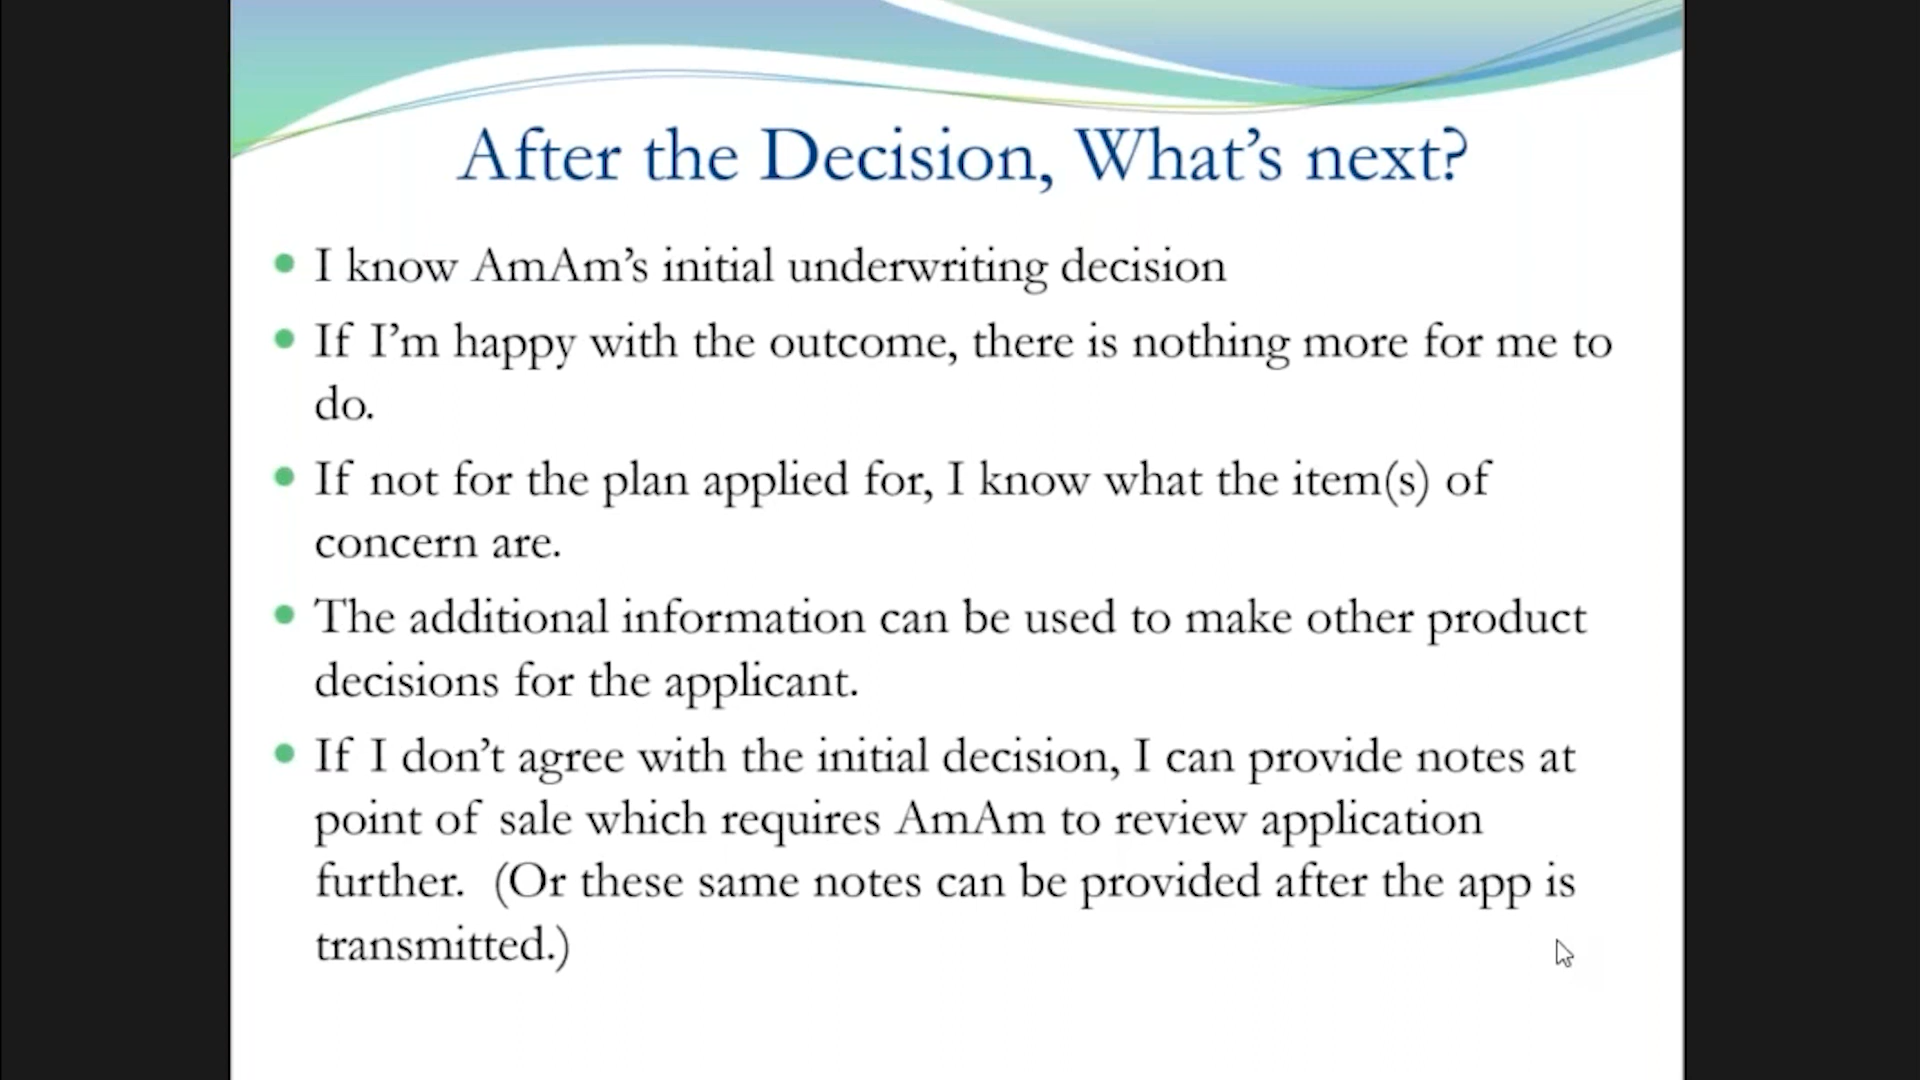 After the Decision, What’s next?
• I know AmAm’s initial underwriting decision
• If I’m happy with the outcome, there is nothing more for me to
do.
• If not for the plan applied for, I know what the item(s) of
concern are.
• The additional information can be used to make other product
decisions for the applicant.
• If I don’t agree with the initial decision, I can provide notes at
point of sale which requires AmAm to review application
further.  (Or these same notes can be provided after the app is
transmitted.)